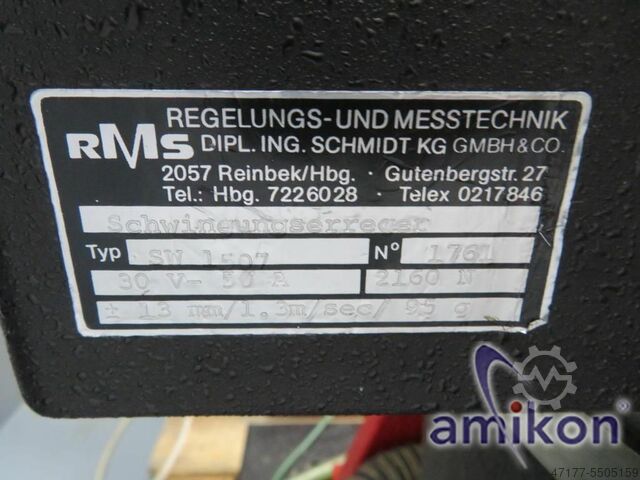 RMS
REGELUNGS-UND MESSTECHNIK
DIPL. ING. SCHMIDT KG GMBH & CO.
2057 Reinbek/Hbg. · Gutenbergstr. 27
Tel.: Hbg. 7226028 Telex 0217846
Schwingungserreger
Typ SW 1507 N° 1761
30 V- 50 A 2160 N
± 13 mm/1.3m/sec/ 95 g
amikon
47177-5505159